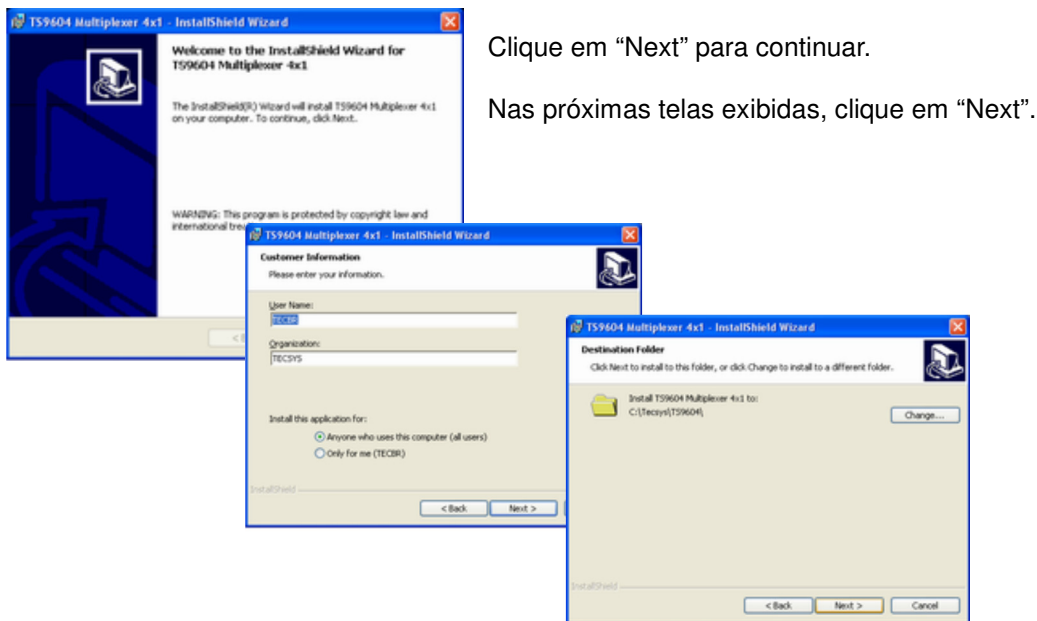 TS9604 Multiplexer 4x1 - InstallShield Wizard
Welcome to the InstallShield Wizard for
TS9604 Multiplexer 4x1
The InstallShield(R) Wizard will install TS9604 Multiplexer 4x1
on your computer. To continue, click Next.
WARNING: This program is protected by copyright law and
international
Clique em “Next” para continuar.
Nas próximas telas exibidas, clique em “Next”.
TS9604 Multiplexer 4x1 - InstallShield Wizard
Customer Information
Please enter your information.
User Name:
TECBR
Organization:
TECSYS
Install this application for:
Anyone who uses this computer (all users)
Only for me (TECBR)
InstallShield
< Back
Next >
TS9604 Multiplexer 4x1 - InstallShield Wizard
Destination Folder
Click Next to install to this folder, or click Change to install to a different folder.
Install TS9604 Multiplexer 4x1 to:
C:\Tecsys\TS9604\
Change...
InstallShield
< Back
Next >
Cancel